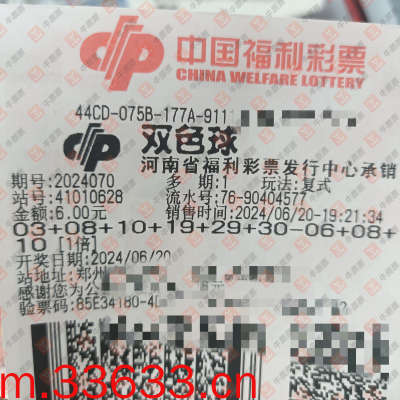 中国福利彩票
CHINA WELFARE LOTTERY
44CD-075B-177A-911
双色球
河南省福利彩票发行中心承销
期号:2024070 多期:1 玩法:复式
站号:41010628 流水号:76-90404577
金额:6.00元 销售时间:2024/06/20-19:21:34
03+08+10+19+29+30-06+08+
10 [1倍]
开奖日期:2024/06/20
站地址:郑州
感谢您为公
验票码:85E34180-4
m.33633.cn